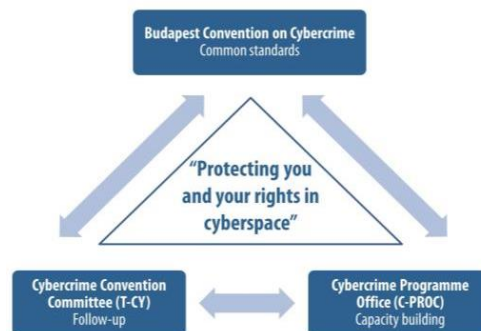 Budapest Convention on Cybercrime
Common standards
“Protecting you
and your rights in
cyberspace”
Cybercrime Convention
Committee (T-CY)
Follow-up
Cybercrime Programme
Office (C-PROC)
Capacity building